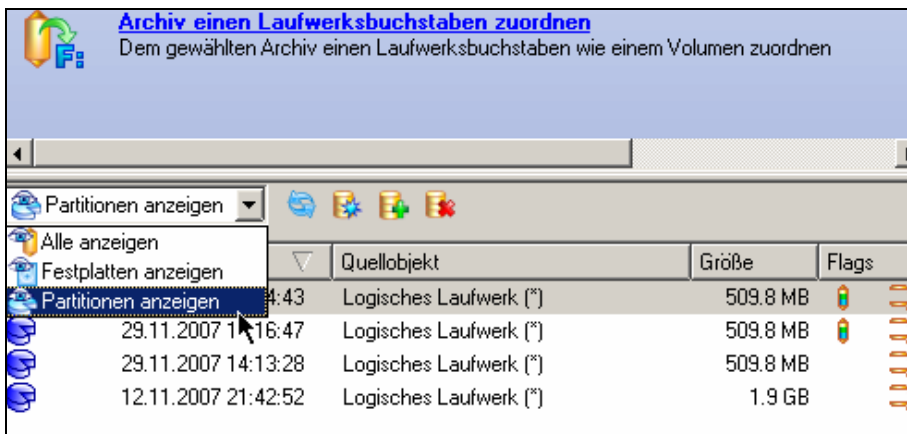 Archiv einen Laufwerksbuchstaben zuordnen
Dem gewählten Archiv einen Laufwerksbuchstaben wie einem Volumen zuordnen
F:
Partitionen anzeigen
Alle anzeigen
Festplatten anzeigen
Quellobjekt Größe Flags
Partitionen anzeigen 4:43 Logisches Laufwerk (*) 509.8 MB
29.11.2007 16:47 Logisches Laufwerk (*) 509.8 MB
29.11.2007 14:13:28 Logisches Laufwerk (*) 509.8 MB
12.11.2007 21:42:52 Logisches Laufwerk (*) 1.9 GB